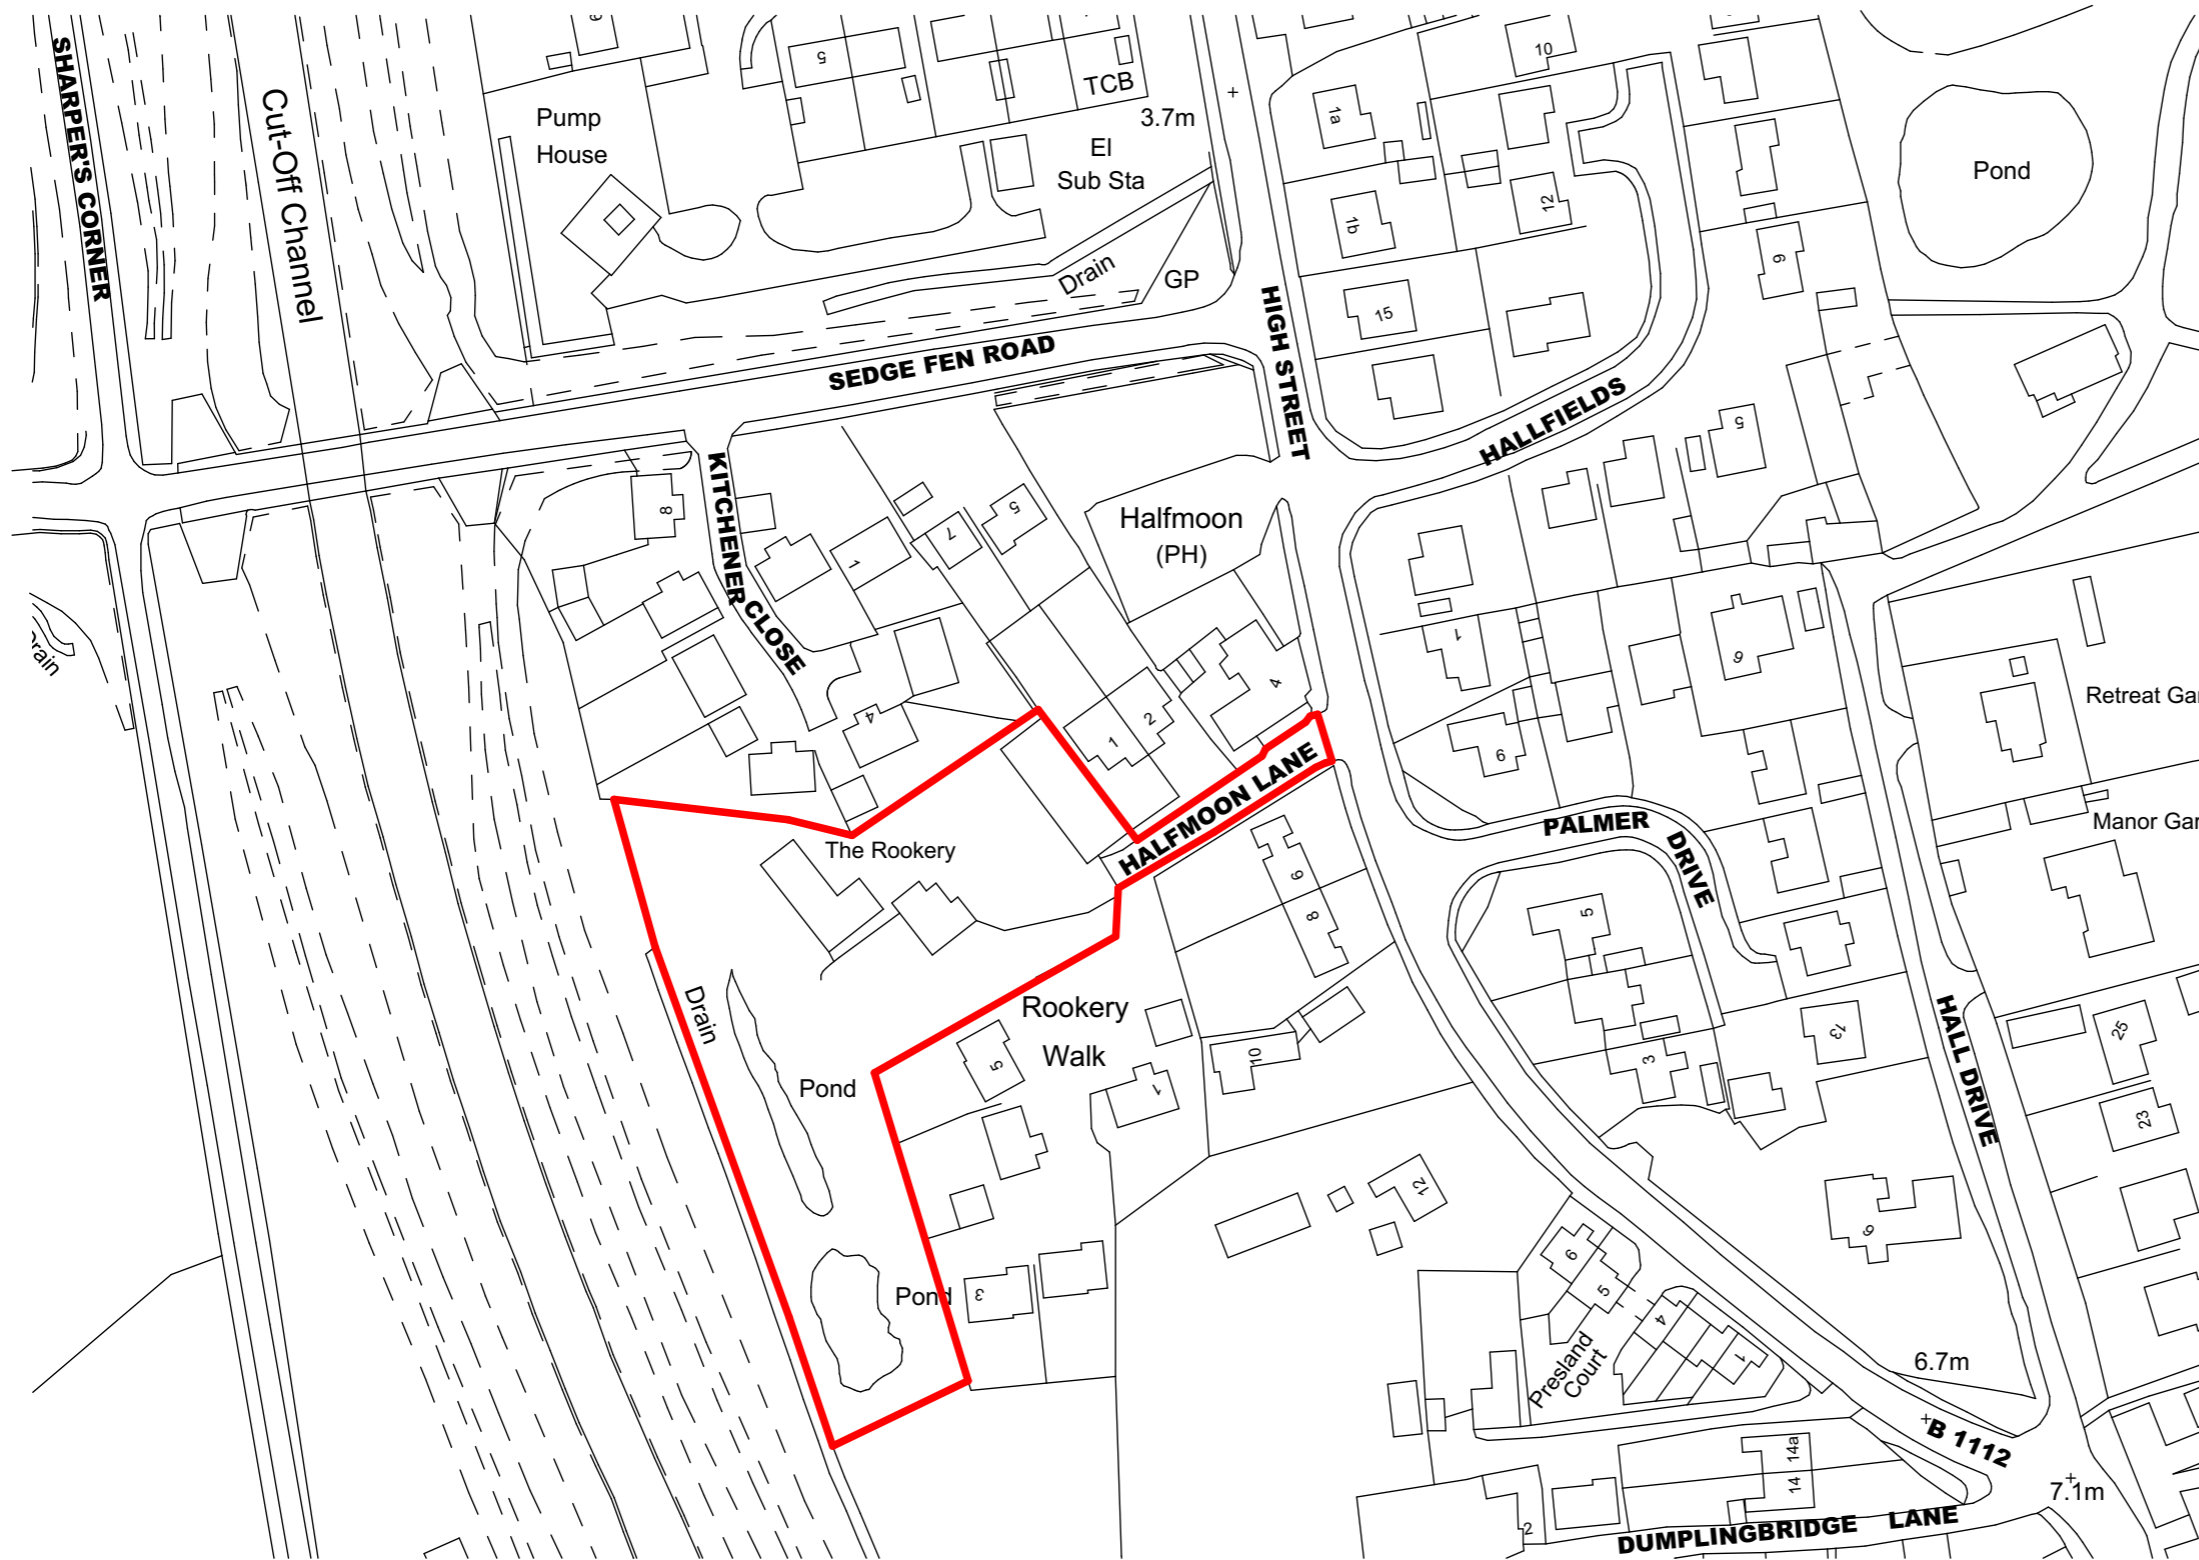 SHARPER'S CORNER
Cut-Off Channel
Pump
House
5
TCB
3.7m
El
Sub Sta
Drain
GP
SEDGE FEN ROAD
HIGH STREET
1a
1b
10
12
15
HALLFIELDS
9
5
Pond
Drain
8
KITCHENER CLOSE
1
7
5
4
Halfmoon
(PH)
4
1
2
HALFMOON LANE
The Rookery
1
6
9
PALMER DRIVE
Retreat Gar
Manor Gar
6
8
5
Drain
Pond
Rookery
Walk
5
1
10
3
13
HALL DRIVE
25
23
12
9
Pond
3
6
5
4
1
Presland
Court
6.7m
B 1112
7.1m
14a
14
2
DUMPLINGBRIDGE LANE